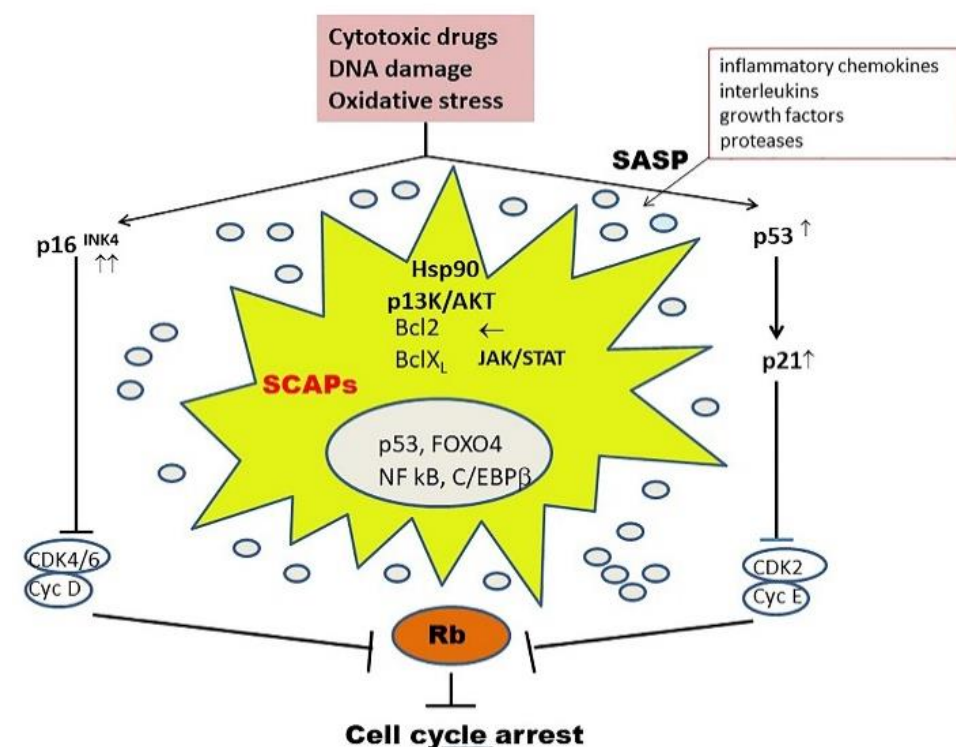 Cytotoxic drugs
DNA damage
Oxidative stress
inflammatory chemokines
interleukins
growth factors
proteases
SASP
p16 INK4 ↑↑
p53 ↑
Hsp90
p13K/AKT
Bcl2 ←
BclXL JAK/STAT
p21↑
SCAPs
p53, FOXO4
NF kB, C/EBPβ
CDK4/6
Cyc D
CDK2
Cyc E
Rb
Cell cycle arrest